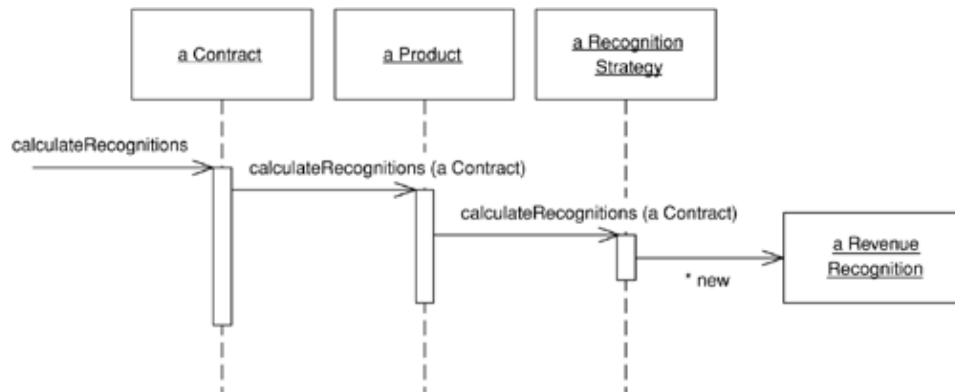 a Contract
a Product
a Recognition
Strategy
calculateRecognitions
calculateRecognitions (a Contract)
calculateRecognitions (a Contract)
a Revenue
Recognition
* new